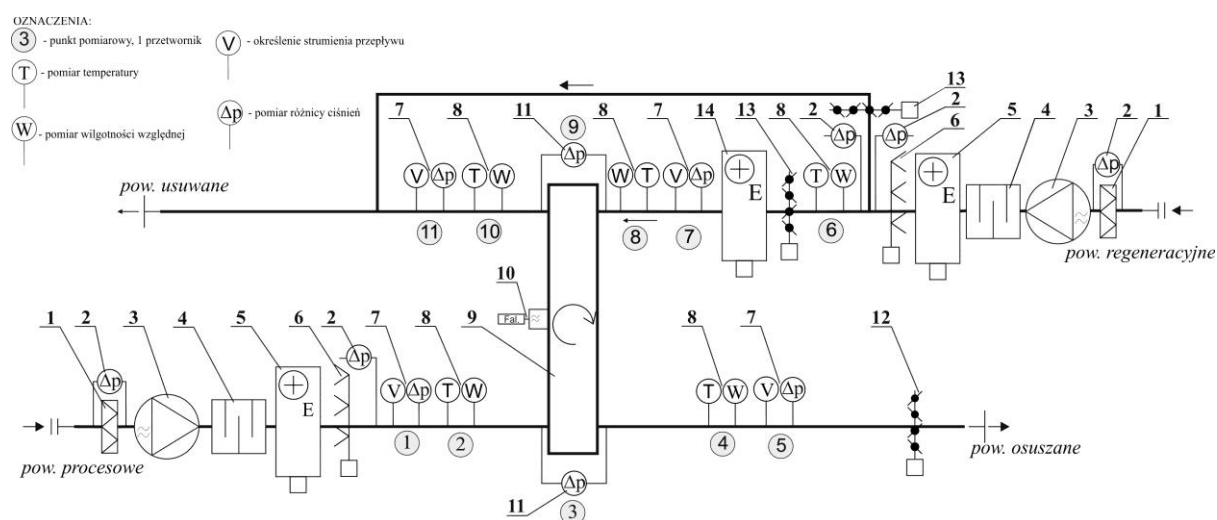 OZNACZENIA:
3 - punkt pomiarowy, 1 przetwornik
V - określenie strumienia przepływu
T - pomiar temperatury
Δp - pomiar różnicy ciśnień
W - pomiar wilgotności względnej
13
7 8 11 9 8 7 14 13 8 2 2 6 5 4 3 2 1
Δp Δp Δp
V Δp T W Δp W T V Δp E T W E
pow. usuwane
11 10 8 7 6
pow. regeneracyjne
10
Fal.
1 2 3 4 5 6 2 7 8 9 8 7 12
Δp Δp
E V Δp T W T W V Δp
1 2 4 5
pow. procesowe
pow. osuszane
Δp
11 3